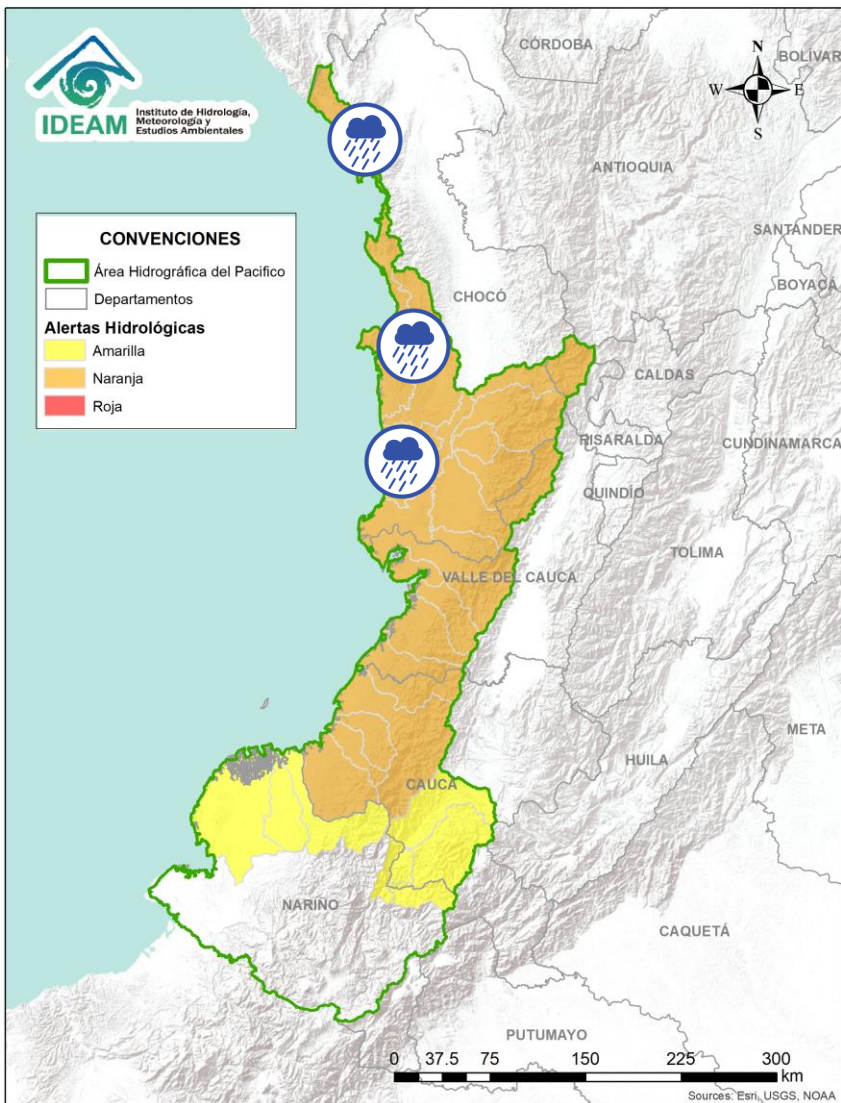 IDEAM
Instituto de Hidrología,
Meteorología y
Estudios Ambientales
CÓRDOBA
BOLÍVAR
N
W
E
S
ANTIOQUIA
SANTANDER
BOYACÁ
CONVENCIONES
Área Hidrográfica del Pacifico
Departamentos
Alertas Hidrológicas
Amarilla
Naranja
Roja
CHOCÓ
CALDAS
RISARALDA
CUNDINAMARCA
QUINDÍO
TOLIMA
VALLE DEL CAUCA
META
HUILA
CAUCA
NARIÑO
CAQUETÁ
PUTUMAYO
0 37.5 75 150 225 300
km
Sources: Esri, USGS, NOAA